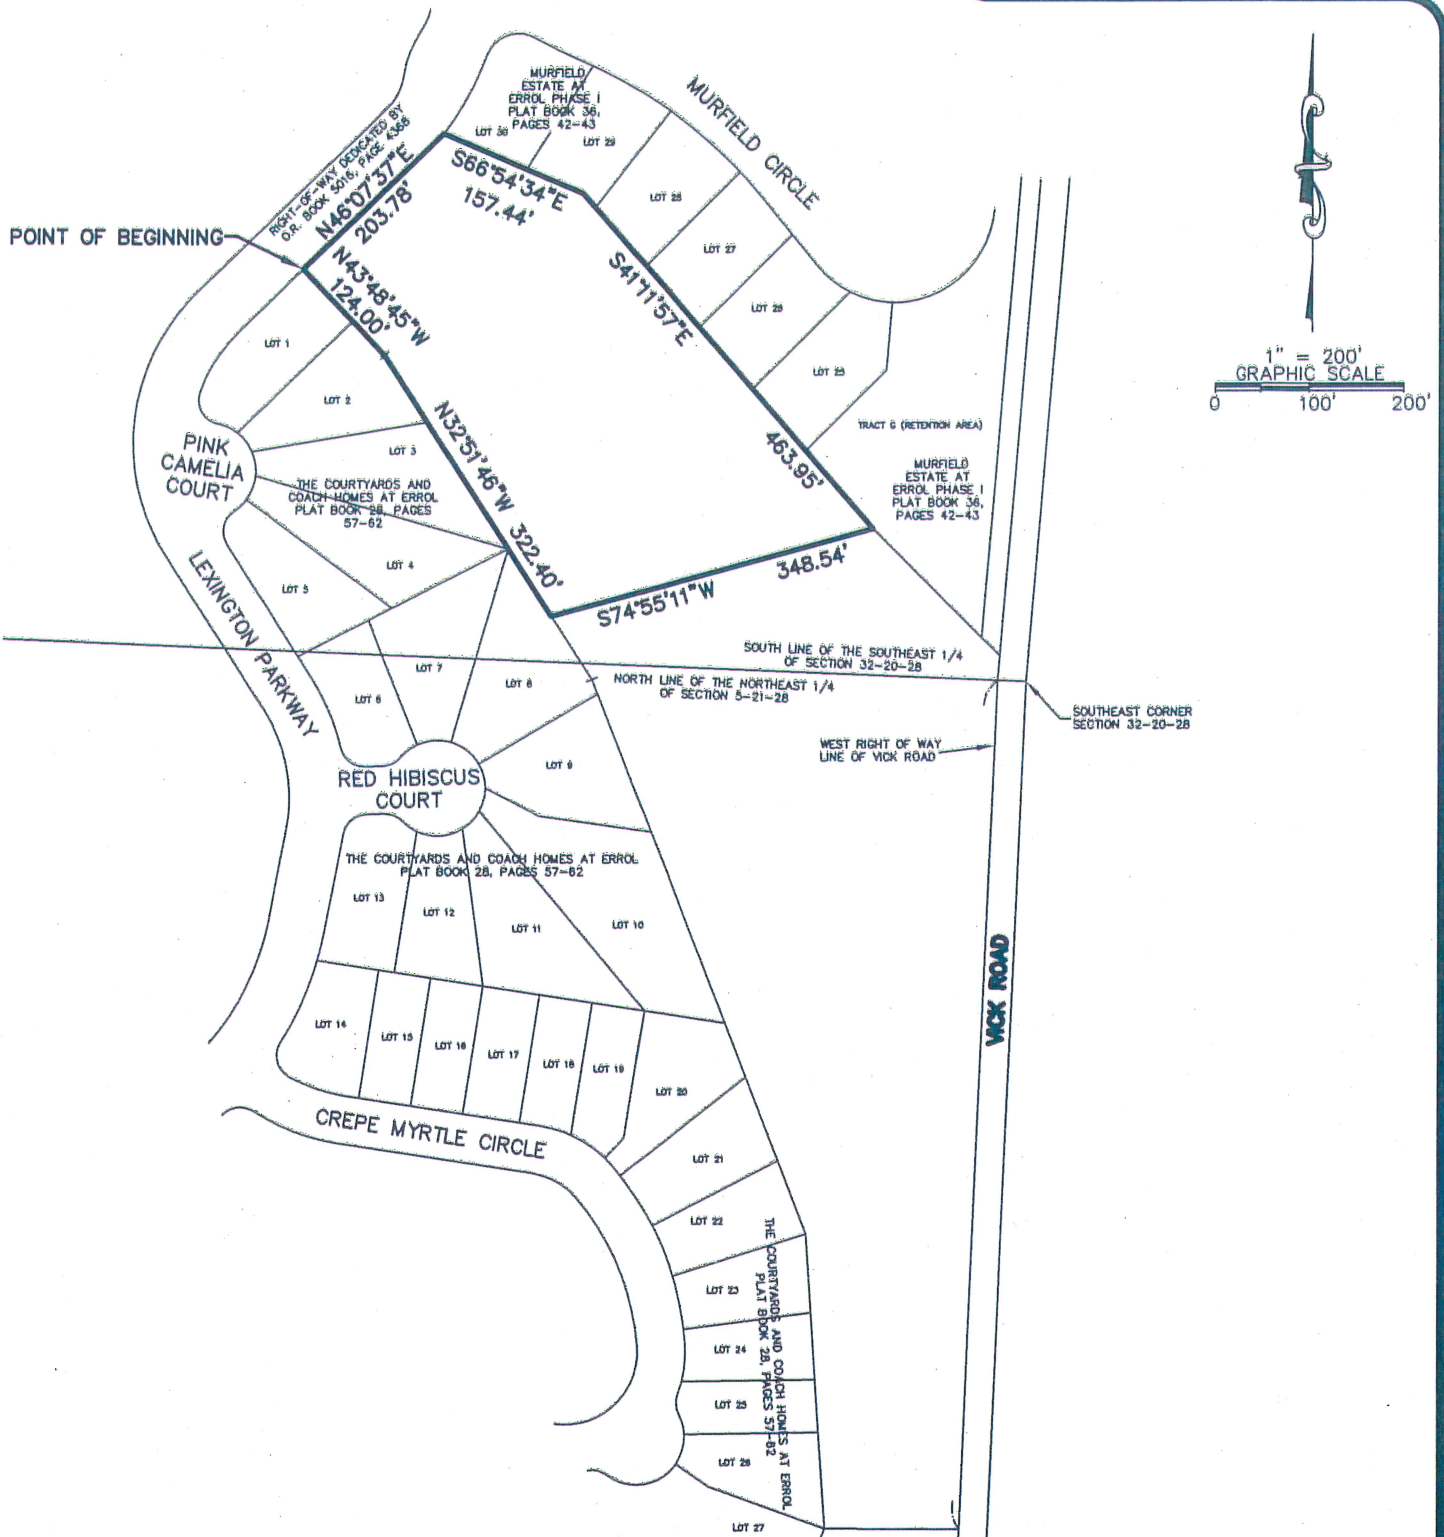 MURFIELD
ESTATE AT
ERROL PHASE I
PLAT BOOK 36,
PAGES 42-43
LOT 30
LOT 29
MURFIELD CIRCLE
RIGHT-OF-WAY DEDICATED BY
O.R. BOOK 5016, PAGE 4368
N46°07'37"E
203.78'
S66°54'34"E
157.44'
POINT OF BEGINNING
N43°48'45"W
124.00'
LOT 28
LOT 27
S41°11'57"E
463.95'
LOT 26
LOT 25
1" = 200'
GRAPHIC SCALE
0 100' 200'
LOT 1
LOT 2
LOT 3
N32°51'46"W 322.40'
TRACT G (RETENTION AREA)
PINK
CAMELIA
COURT
THE COURTYARDS AND
COACH HOMES AT ERROL
PLAT BOOK 28, PAGES
57-62
MURFIELD
ESTATE AT
ERROL PHASE I
PLAT BOOK 36,
PAGES 42-43
LOT 4
LOT 5
348.54'
S74°55'11"W
LEXINGTON PARKWAY
SOUTH LINE OF THE SOUTHEAST 1/4
OF SECTION 32-20-28
NORTH LINE OF THE NORTHEAST 1/4
OF SECTION 5-21-28
LOT 6
LOT 7
LOT 8
SOUTHEAST CORNER
SECTION 32-20-28
WEST RIGHT OF WAY
LINE OF VICK ROAD
LOT 9
RED HIBISCUS
COURT
THE COURTYARDS AND COACH HOMES AT ERROL
PLAT BOOK 28, PAGES 57-62
LOT 13
LOT 12
LOT 11
LOT 10
VICK ROAD
LOT 14
LOT 15
LOT 16
LOT 17
LOT 18
LOT 19
LOT 20
CREPE MYRTLE CIRCLE
LOT 21
LOT 22
LOT 23
LOT 24
LOT 25
LOT 26
LOT 27
THE COURTYARDS AND COACH HOMES AT ERROL
PLAT BOOK 28, PAGES 57-62